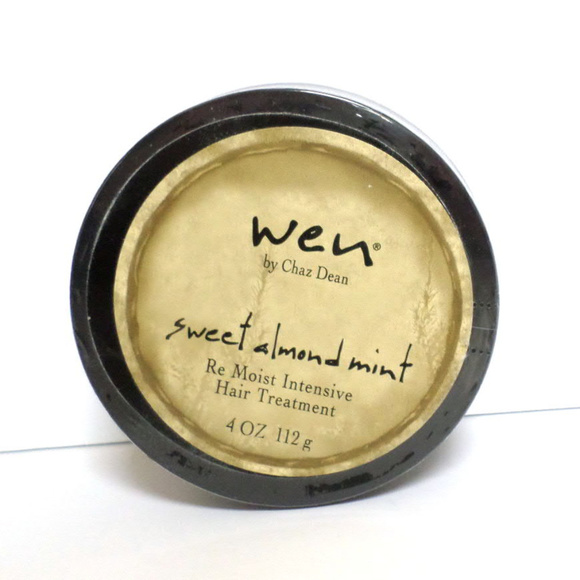 wen®
by Chaz Dean
sweet almond mint
Re Moist Intensive
Hair Treatment
4 OZ 112 g